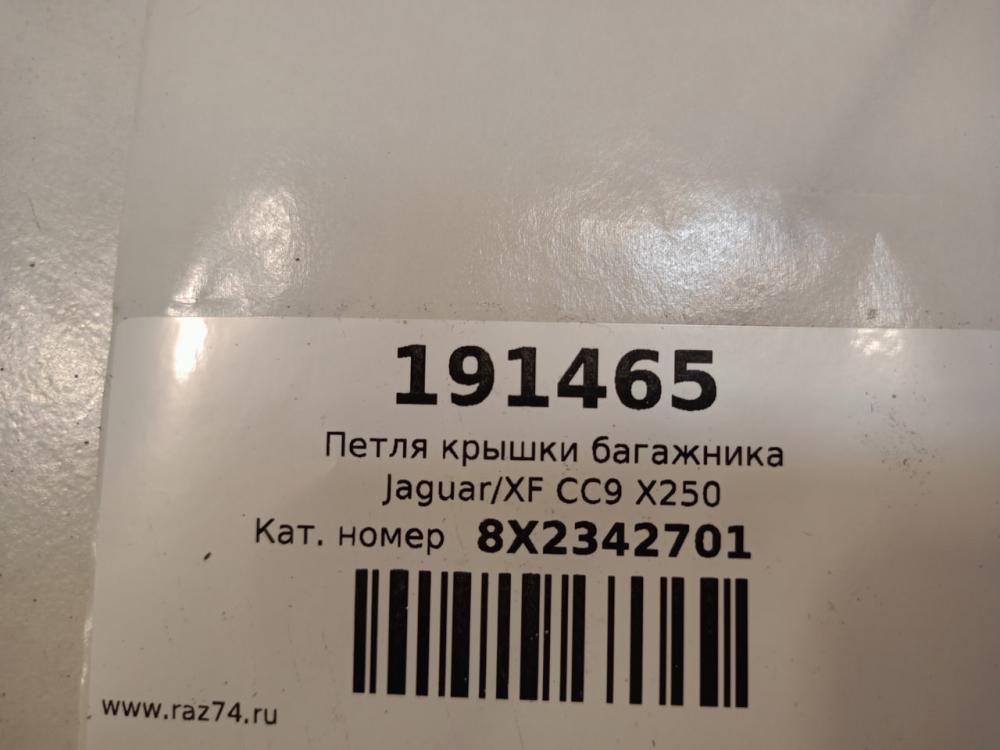 191465
Петля крышки багажника
Jaguar/XF CC9 X250
Кат. номер 8X2342701
www.raz74.ru